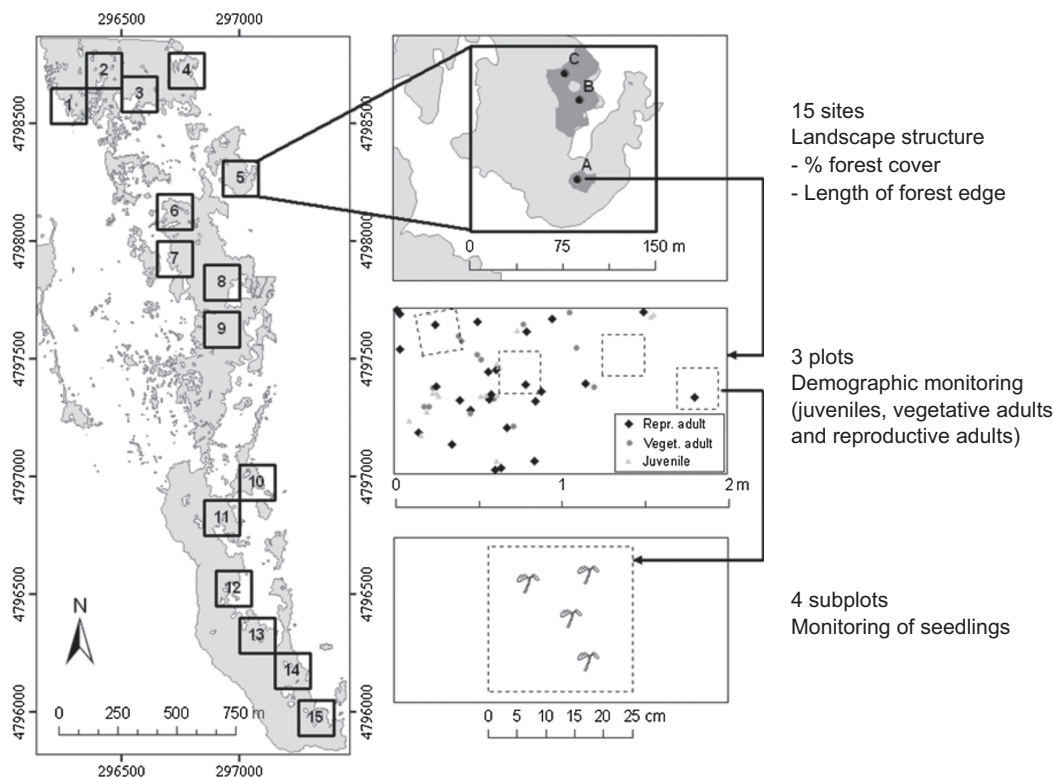 296500 297000
4798500
4798000
4797500
4797000
4796500
4796000
1
2
3
4
5
6
7
8
9
10
11
12
13
14
15
N
0 250 500 750 m
296500 297000
4798500
4798000
4797500
4797000
4796500
4796000
C
B
A
0 75 150 m
Repr. adult
Veget. adult
Juvenile
0 1 2 m
0 5 10 15 20 25 cm
15 sites
Landscape structure
- % forest cover
- Length of forest edge
3 plots
Demographic monitoring
(juveniles, vegetative adults
and reproductive adults)
4 subplots
Monitoring of seedlings